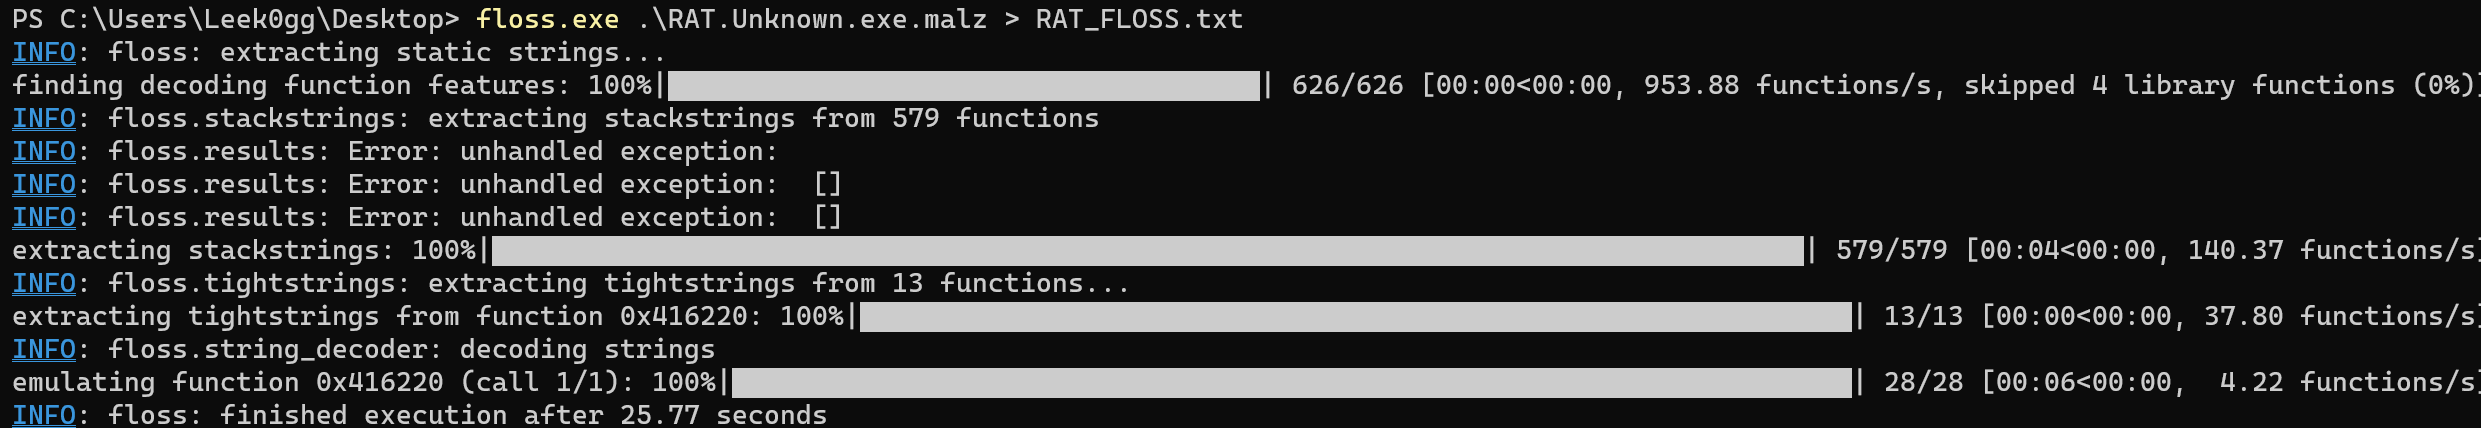 PS C:\Users\Leek0gg\Desktop> floss.exe .\RAT.Unknown.exe.malz > RAT_FLOSS.txt
INFO: floss: extracting static strings...
finding decoding function features: 100%|          | 626/626 [00:00<00:00, 953.88 functions/s, skipped 4 library functions (0%)]
INFO: floss.stackstrings: extracting stackstrings from 579 functions
INFO: floss.results: Error: unhandled exception:
INFO: floss.results: Error: unhandled exception:  []
INFO: floss.results: Error: unhandled exception:  []
extracting stackstrings: 100%|          | 579/579 [00:04<00:00, 140.37 functions/s]
INFO: floss.tightstrings: extracting tightstrings from 13 functions...
extracting tightstrings from function 0x416220: 100%|          | 13/13 [00:00<00:00, 37.80 functions/s]
INFO: floss.string_decoder: decoding strings
emulating function 0x416220 (call 1/1): 100%|          | 28/28 [00:06<00:00,  4.22 functions/s]
INFO: floss: finished execution after 25.77 seconds